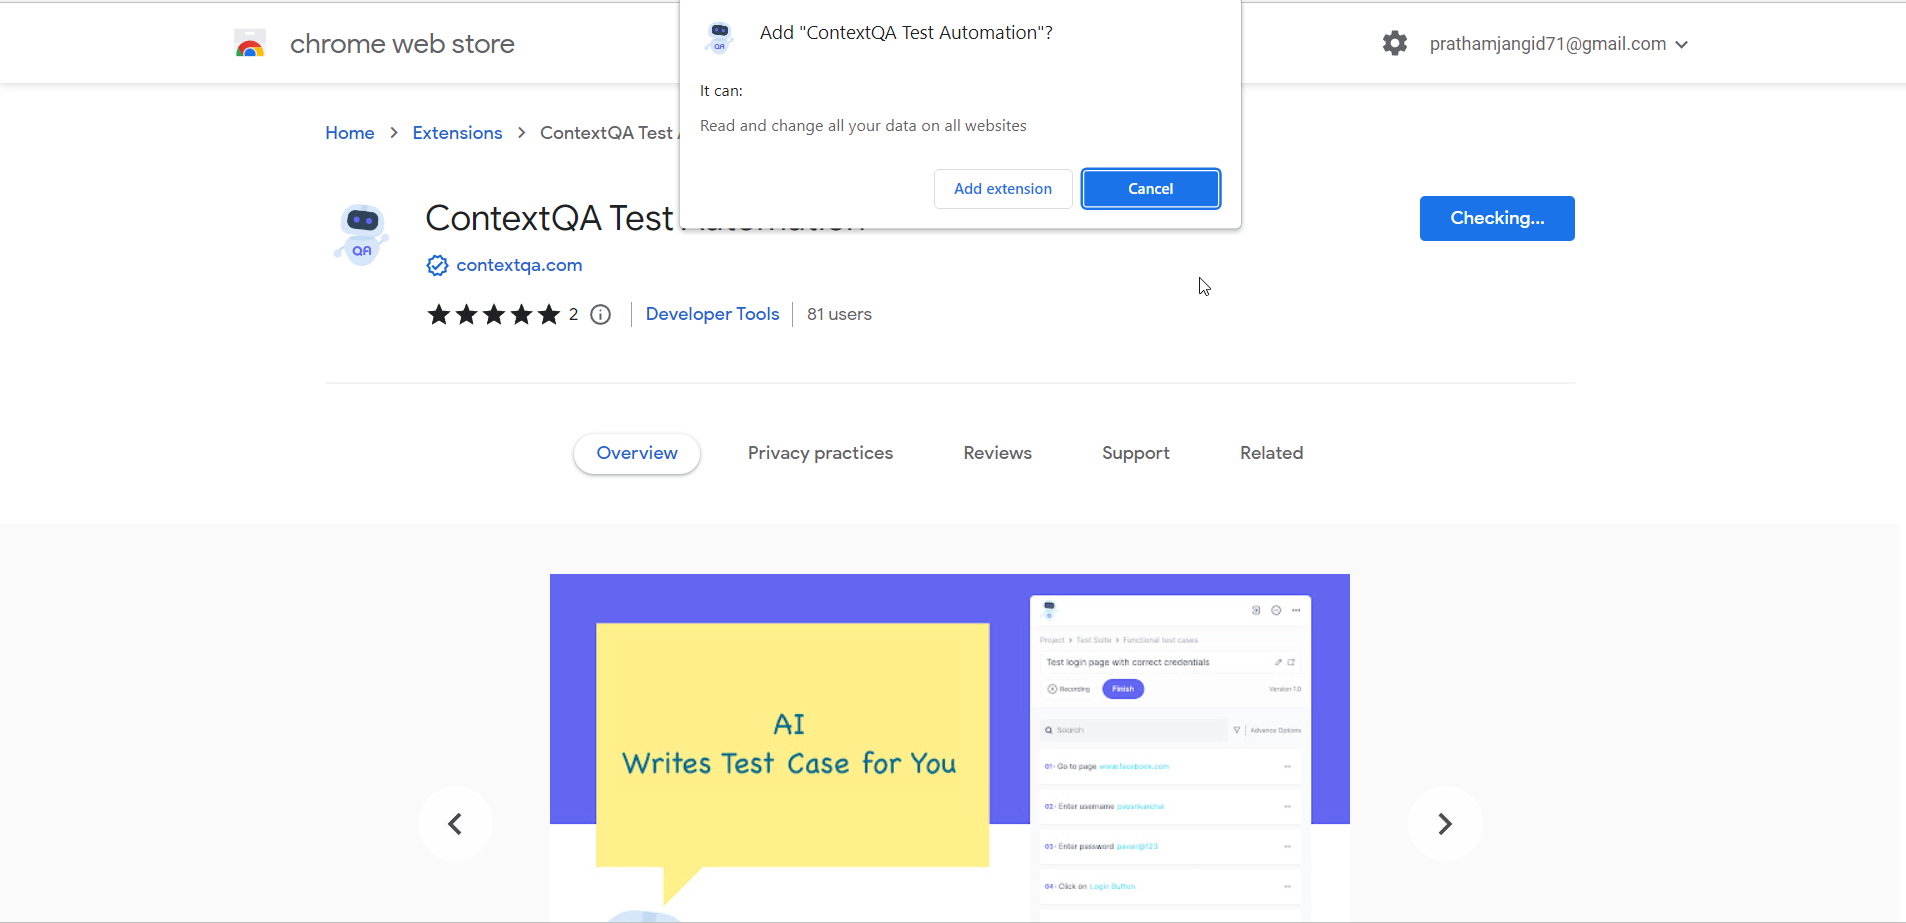 chrome web store
Add "ContextQA Test Automation"?
prathamjangid71@gmail.com
It can:
Read and change all your data on all websites
Add extension
Cancel
Home > Extensions > ContextQA Test
ContextQA Test Automation
QA
Checking...
contextqa.com
2
Developer Tools
81 users
Overview
Privacy practices
Reviews
Support
Related
AI
Writes Test Case for You
Project > Test Suite > Functional test cases
Test login page with correct credentials
Recording
Finish
Version 1.0
Search
Advance Options
01· Go to page www.facebook.com
02· Enter username pavankanchai
03· Enter password pavan@123
04· Click on Login Button